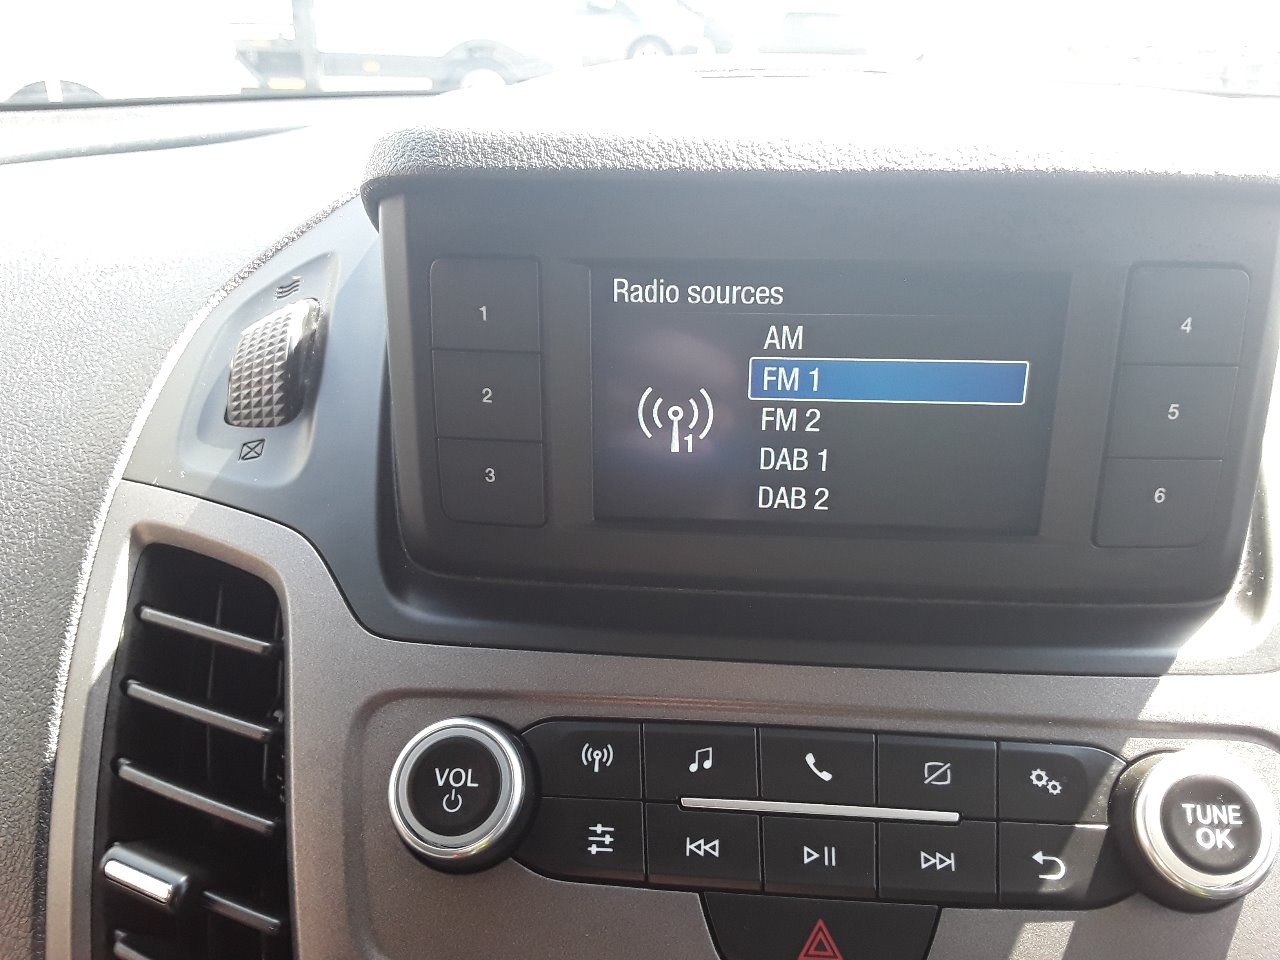 Radio sources
AM
FM 1
FM 2
DAB 1
DAB 2
1
1
2
3
4
5
6
VOL
TUNE
OK